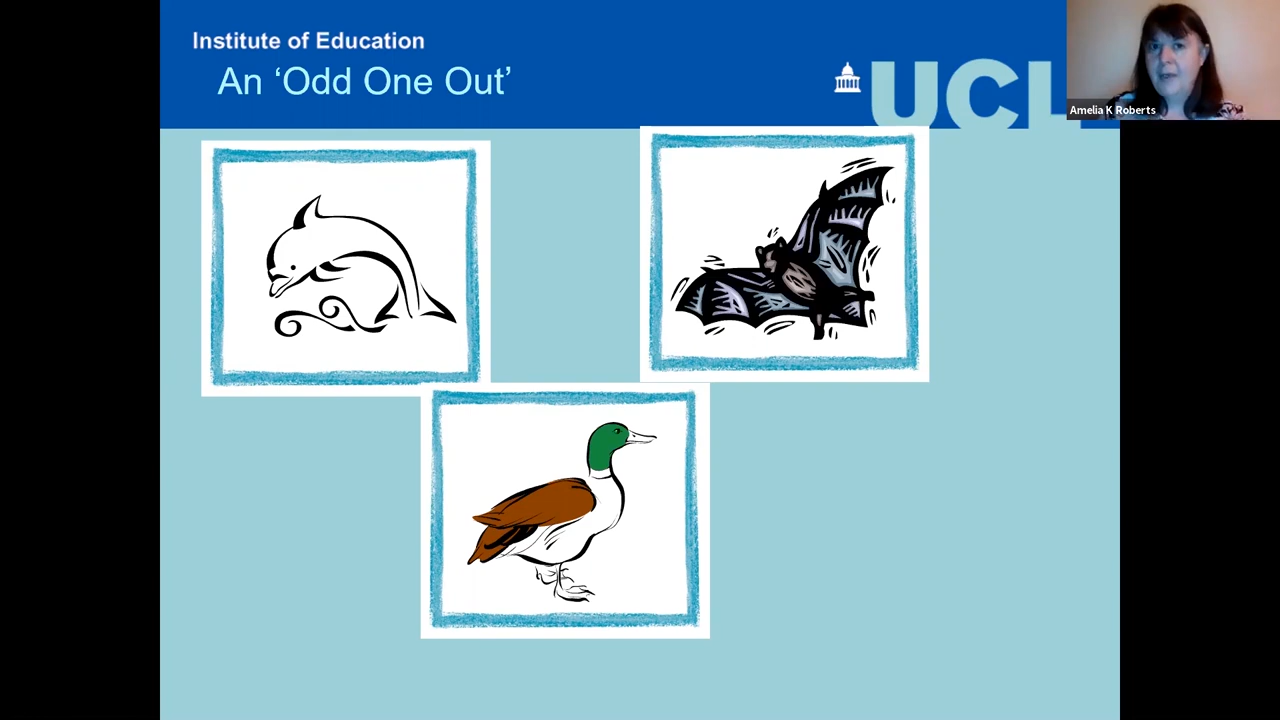 Institute of Education
An ‘Odd One Out’
UCL
Amelia K Roberts